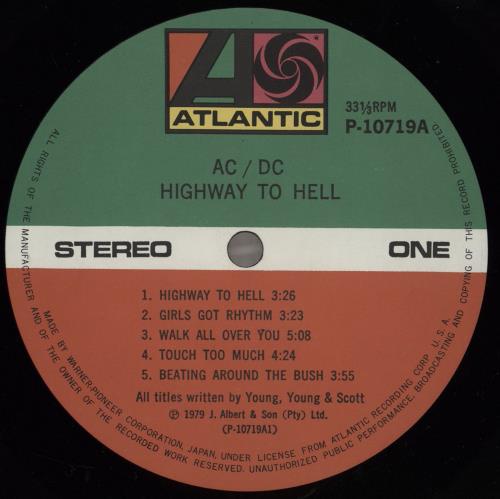 ATLANTIC
33⅓RPM
P-10719A
AC / DC
HIGHWAY TO HELL
STEREO
ONE
1. HIGHWAY TO HELL 3:26
2. GIRLS GOT RHYTHM 3:23
3. WALK ALL OVER YOU 5:08
4. TOUCH TOO MUCH 4:24
5. BEATING AROUND THE BUSH 3:55
All titles written by Young, Young & Scott
℗ 1979 J. Albert & Son (Pty) Ltd.
(P-10719A1)
MADE BY WARNER-PIONEER CORPORATION, JAPAN, UNDER LICENSE FROM ATLANTIC RECORDING CORP. U.S.A.
ALL RIGHTS OF THE MANUFACTURER AND OF THE OWNER OF THE RECORDED WORK RESERVED. UNAUTHORIZED PUBLIC PERFORMANCE, BROADCASTING AND COPYING OF THIS RECORD PROHIBITED.